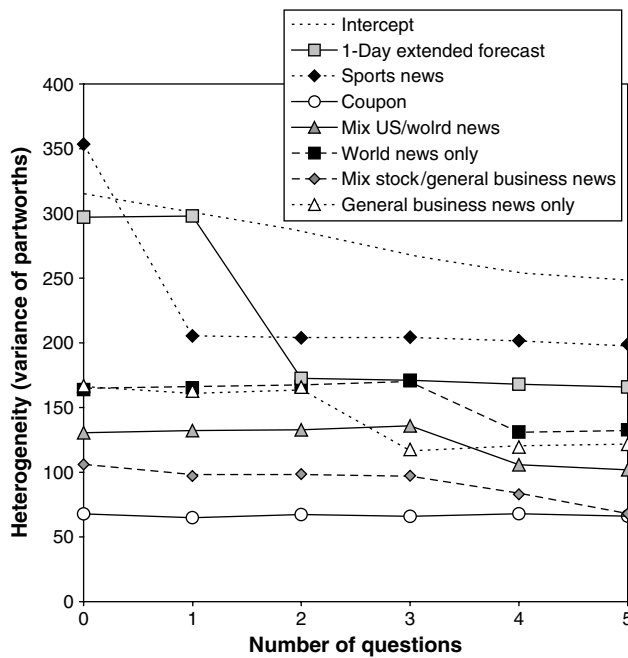 Intercept
1-Day extended forecast
Sports news
Coupon
Mix US/wolrd news
World news only
Mix stock/general business news
General business news only
400
350
300
250
200
150
100
50
0
Heterogeneity (variance of partworths)
0 1 2 3 4 5
Number of questions